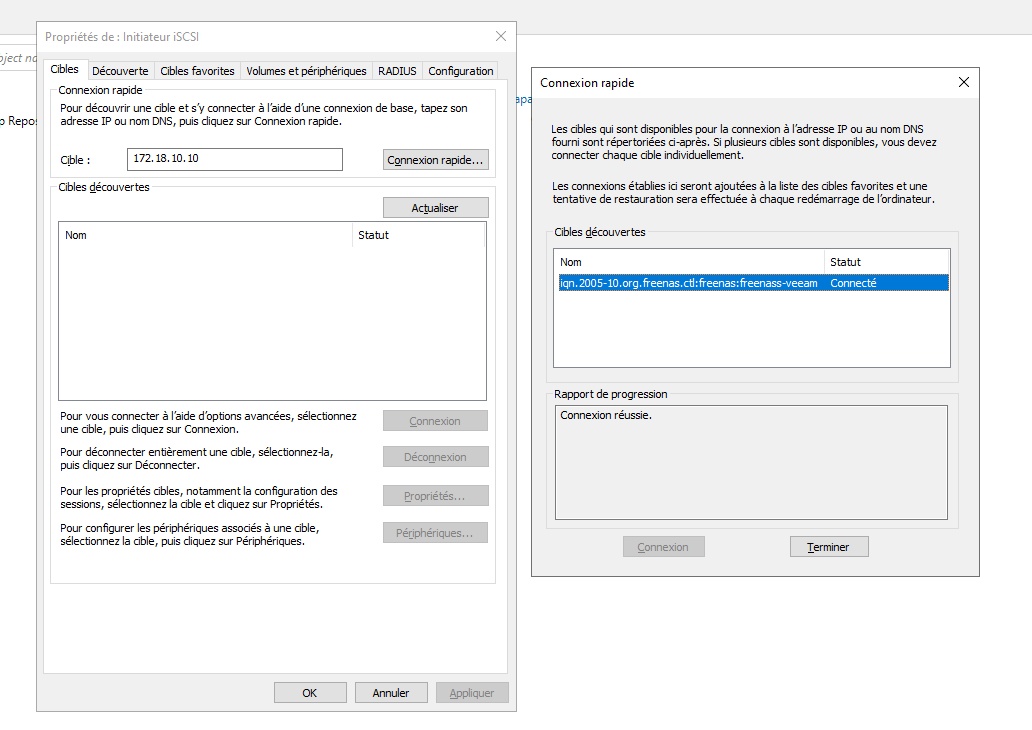 Propriétés de : Initiateur iSCSI
Cibles Découverte Cibles favorites Volumes et périphériques RADIUS Configuration
Connexion rapide
Pour découvrir une cible et s'y connecter à l'aide d'une connexion de base, tapez son
adresse IP ou nom DNS, puis cliquez sur Connexion rapide.
Cible :
172.18.10.10
Connexion rapide...
Cibles découvertes
Actualiser
Nom Statut
Pour vous connecter à l'aide d'options avancées, sélectionnez
une cible, puis cliquez sur Connexion.
Connexion
Pour déconnecter entièrement une cible, sélectionnez-la,
puis cliquez sur Déconnecter.
Déconnexion
Pour les propriétés cibles, notamment la configuration des
sessions, sélectionnez la cible et cliquez sur Propriétés.
Propriétés...
Pour configurer les périphériques associés à une cible,
sélectionnez la cible, puis cliquez sur Périphériques.
Périphériques...
OK Annuler Appliquer
Connexion rapide
Les cibles qui sont disponibles pour la connexion à l'adresse IP ou au nom DNS
fourni sont répertoriées ci-après. Si plusieurs cibles sont disponibles, vous devez
connecter chaque cible individuellement.
Les connexions établies ici seront ajoutées à la liste des cibles favorites et une
tentative de restauration sera effectuée à chaque redémarrage de l'ordinateur.
Cibles découvertes
Nom Statut
iqn.2005-10.org.freenas.ctl:freenas:freenass-veeam Connecté
Rapport de progression
Connexion réussie.
Connexion Terminer